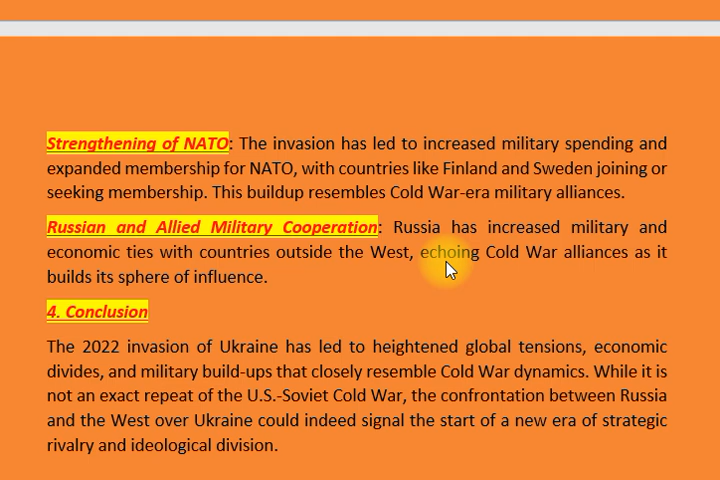 Strengthening of NATO: The invasion has led to increased military spending and
expanded membership for NATO, with countries like Finland and Sweden joining or
seeking membership. This buildup resembles Cold War-era military alliances.
Russian and Allied Military Cooperation: Russia has increased military and
economic ties with countries outside the West, echoing Cold War alliances as it
builds its sphere of influence.
4. Conclusion
The 2022 invasion of Ukraine has led to heightened global tensions, economic
divides, and military build-ups that closely resemble Cold War dynamics. While it is
not an exact repeat of the U.S.-Soviet Cold War, the confrontation between Russia
and the West over Ukraine could indeed signal the start of a new era of strategic
rivalry and ideological division.